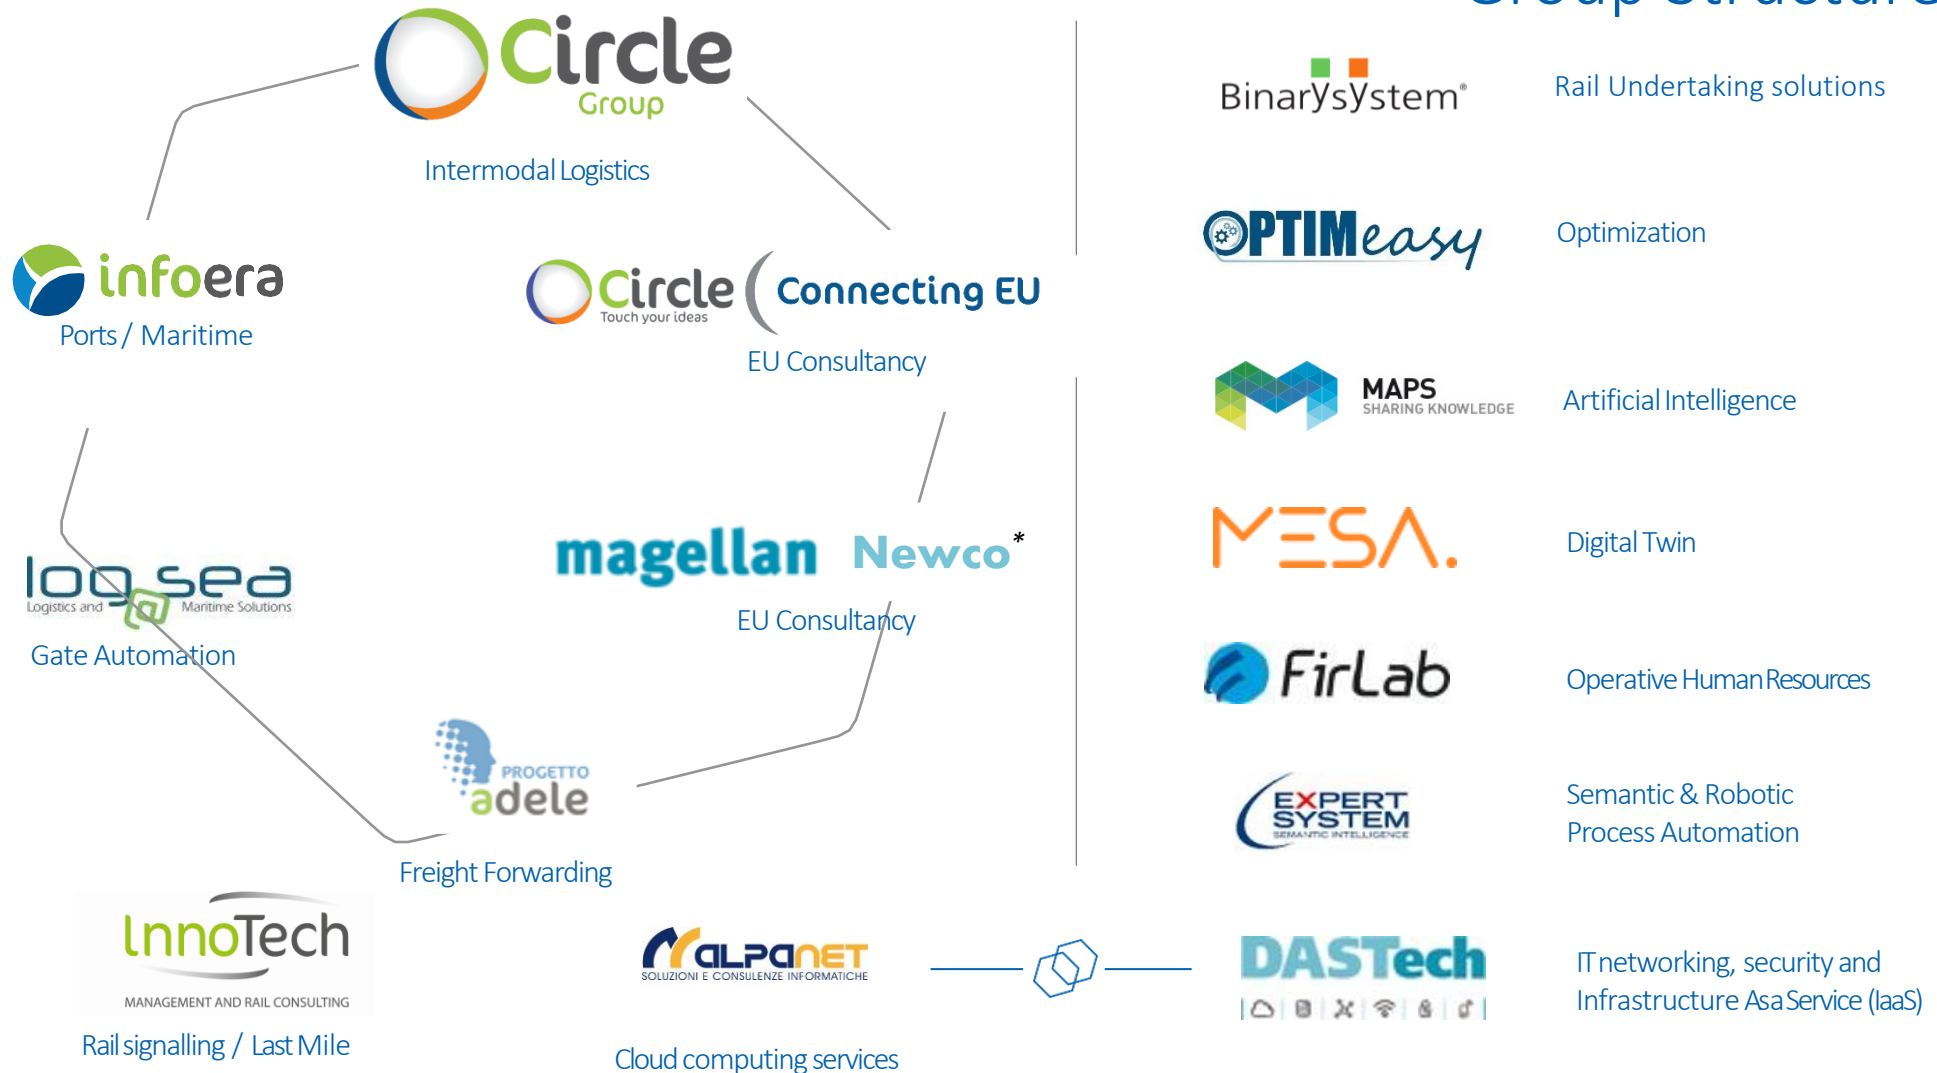 Group Structure
Circle
Group
Intermodal Logistics
infoera
Ports / Maritime
Circle
Touch your ideas
Connecting EU
EU Consultancy
log@sea
Logistics and Maritime Solutions
Gate Automation
magellan Newco*
EU Consultancy
PROGETTO
adele
Freight Forwarding
InnoTech
MANAGEMENT AND RAIL CONSULTING
Rail signalling / Last Mile
alpanet
SOLUZIONI E CONSULENZE INFORMATICHE
Cloud computing services
Binarysystem®
Rail Undertaking solutions
OPTIMeasy
Optimization
MAPS
SHARING KNOWLEDGE
Artificial Intelligence
MESA.
Digital Twin
FirLab
Operative Human Resources
EXPERT
SYSTEM
SEMANTIC INTELLIGENCE
Semantic & Robotic
Process Automation
DASTech
IT networking, security and
Infrastructure As a Service (IaaS)